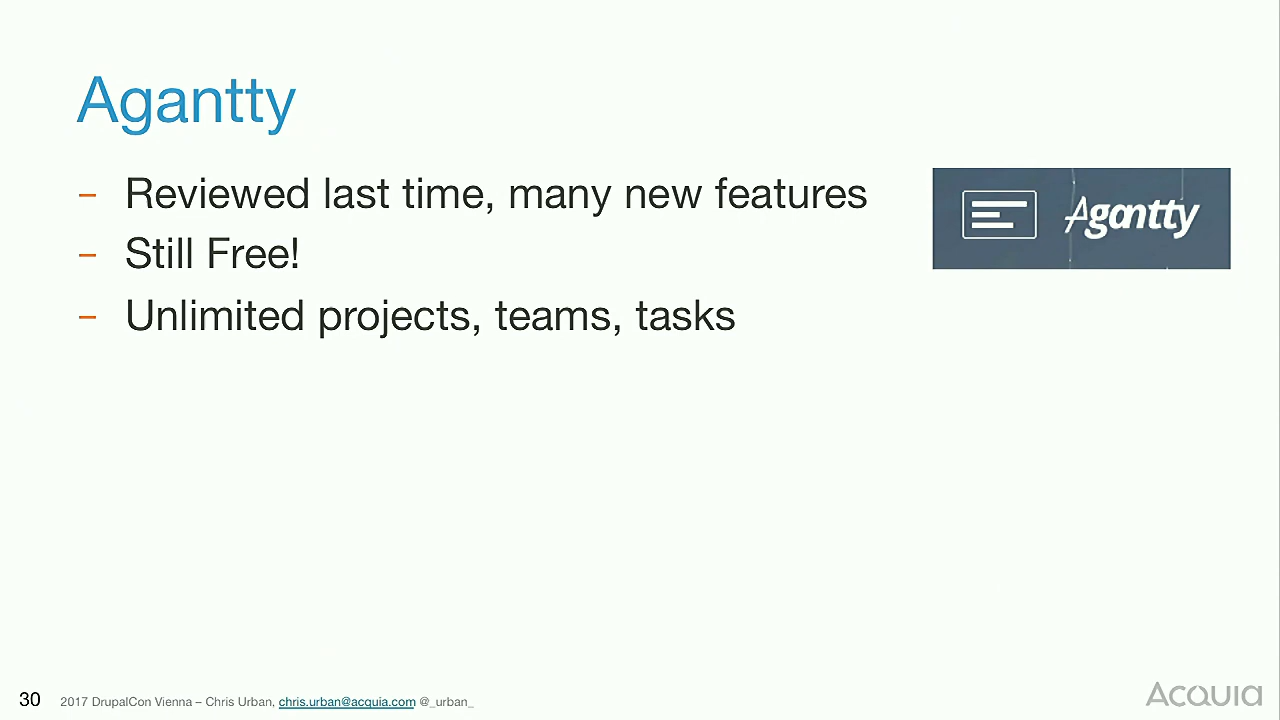 Agantty
– Reviewed last time, many new features
– Still Free!
– Unlimited projects, teams, tasks
Agantty
30 2017 DrupalCon Vienna – Chris Urban, chris.urban@acquia.com @_urban_
Acquia